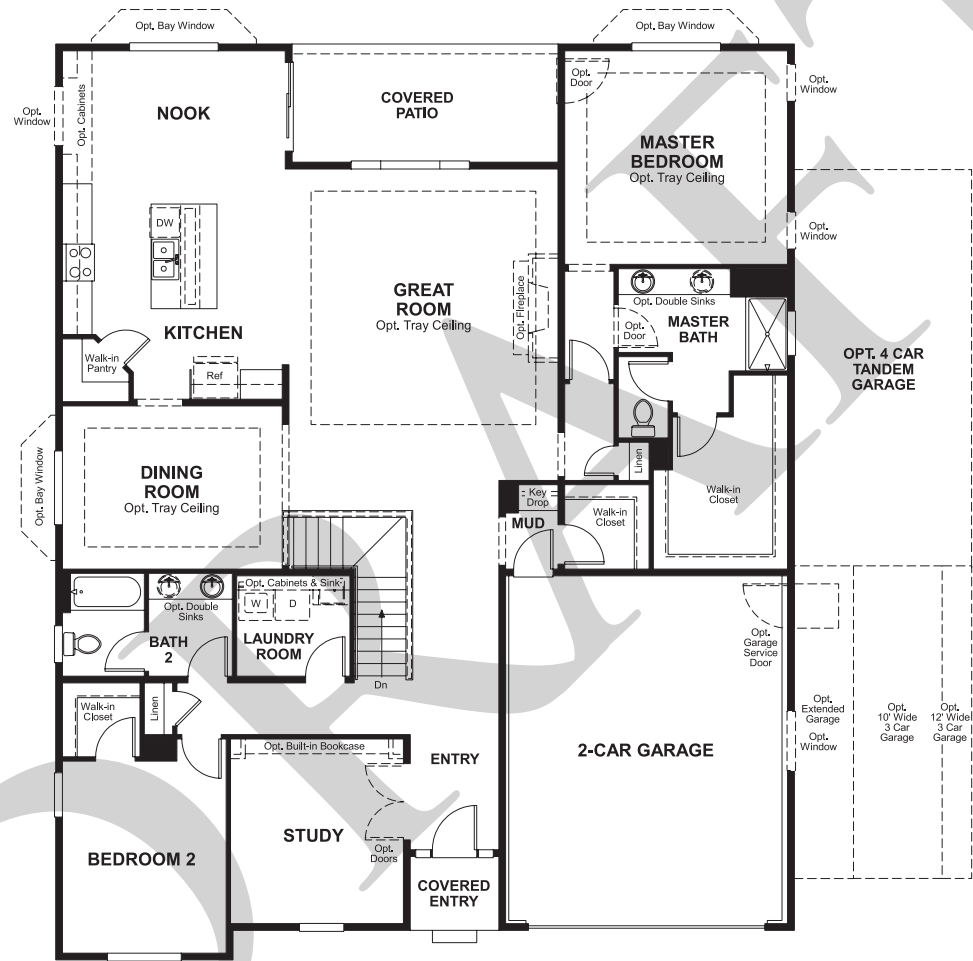 Opt. Bay Window
Opt. Bay Window
Opt. Cabinets
Opt.
Window
NOOK
COVERED
PATIO
Opt.
Door
MASTER
BEDROOM
Opt. Tray Ceiling
Opt.
Window
Opt.
Window
DW
KITCHEN
GREAT
ROOM
Opt. Tray Ceiling
Opt. Fireplace
Opt. Double Sinks
Opt.
Door
MASTER
BATH
OPT. 4 CAR
TANDEM
GARAGE
Walk-in
Pantry
Ref
Opt. Bay Window
DINING
ROOM
Opt. Tray Ceiling
Linen
Key
Drop
MUD
Walk-in
Closet
Walk-in
Closet
Opt. Double
Sinks
BATH
2
Opt. Cabinets & Sink
W
D
LAUNDRY
ROOM
Dn
Opt.
Garage
Service
Door
Walk-in
Closet
Linen
Opt. Built-in Bookcase
ENTRY
2-CAR GARAGE
Opt.
Extended
Garage
Opt.
Window
Opt.
10' Wide
3 Car
Garage
Opt.
12' Wide
3 Car
Garage
BEDROOM 2
STUDY
Opt.
Doors
COVERED
ENTRY
DRAFT